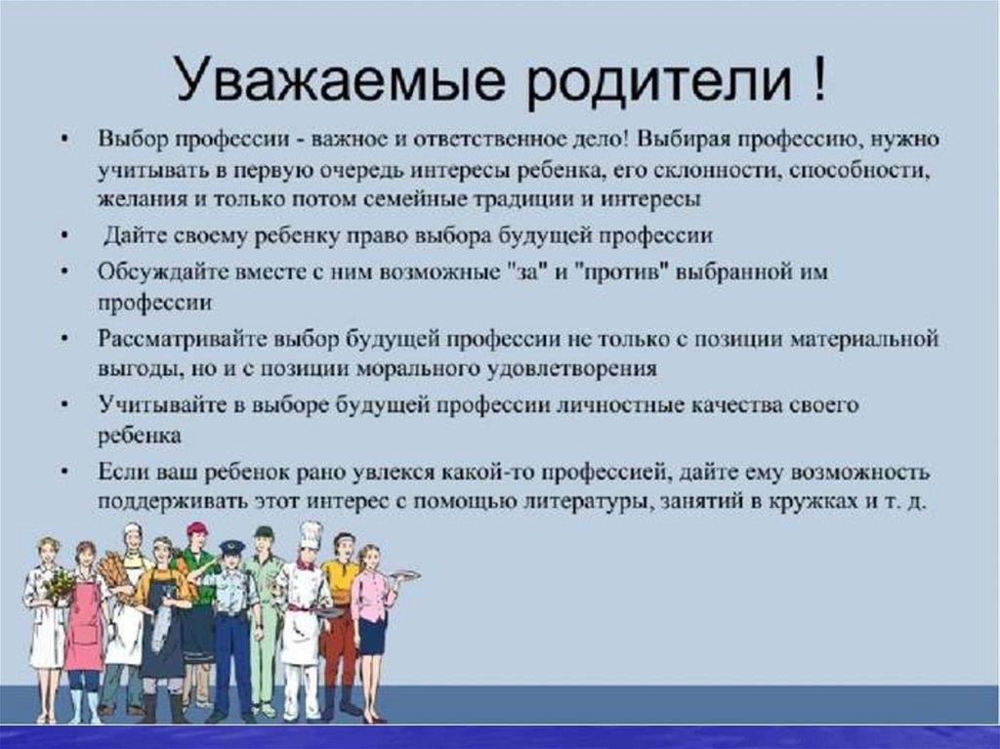 Уважаемые родители !
• Выбор профессии - важное и ответственное дело! Выбирая профессию, нужно
учитывать в первую очередь интересы ребенка, его склонности, способности,
желания и только потом семейные традиции и интересы
• Дайте своему ребенку право выбора будущей профессии
• Обсуждайте вместе с ним возможные "за" и "против" выбранной им
профессии
• Рассматривайте выбор будущей профессии не только с позиции материальной
выгоды, но и с позиции морального удовлетворения
• Учитывайте в выборе будущей профессии личностные качества своего
ребенка
• Если ваш ребенок рано увлекся какой-то профессией, дайте ему возможность
поддерживать этот интерес с помощью литературы, занятий в кружках и т. д.